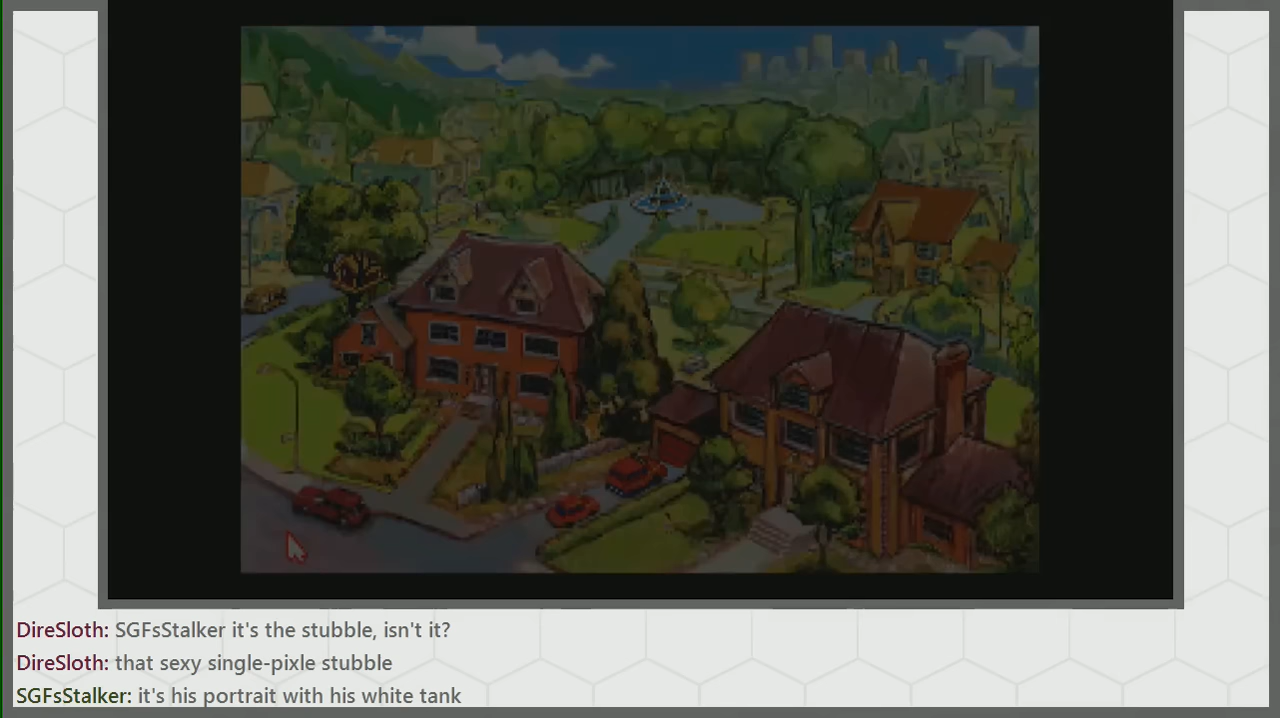 DireSloth: SGFsStalker it's the stubble, isn't it?
DireSloth: that sexy single-pixle stubble
SGFsStalker: it's his portrait with his white tank